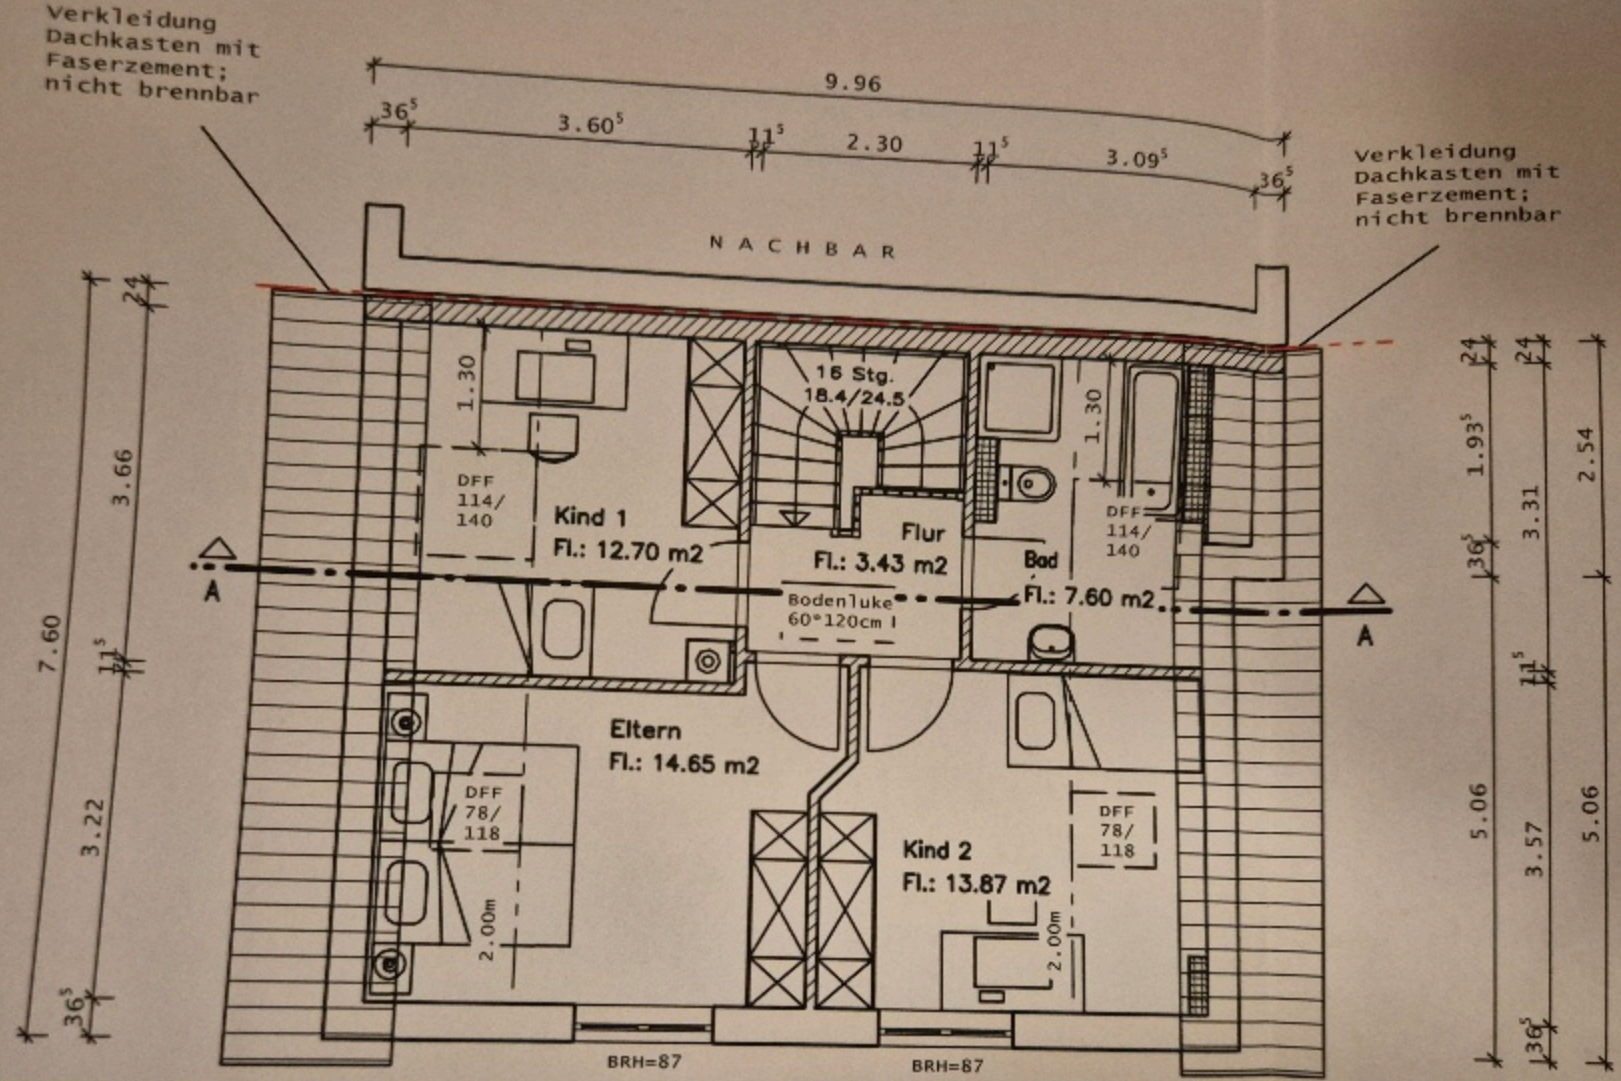 Verkleidung
Dachkasten mit
Faserzement;
nicht brennbar
9.96
36⁵
3.60⁵
11⁵
2.30
11⁵
3.09⁵
36⁵
Verkleidung
Dachkasten mit
Faserzement;
nicht brennbar
NACHBAR
24
3.66
7.60
11⁵
3.22
36⁵
1.30
DFF
114/
140
Kind 1
Fl.: 12.70 m2
16 Stg.
18.4/24.5
Flur
Fl.: 3.43 m2
Bodenluke
60*120cm
1.30
DFF
114/
140
Bad
Fl.: 7.60 m2
A
A
Eltern
Fl.: 14.65 m2
DFF
78/
118
2.00m
Kind 2
Fl.: 13.87 m2
DFF
78/
118
2.00m
BRH=87
BRH=87
24
1.93⁵
36⁵
5.06
24
3.31
11⁵
3.57
36⁵
2.54
5.06